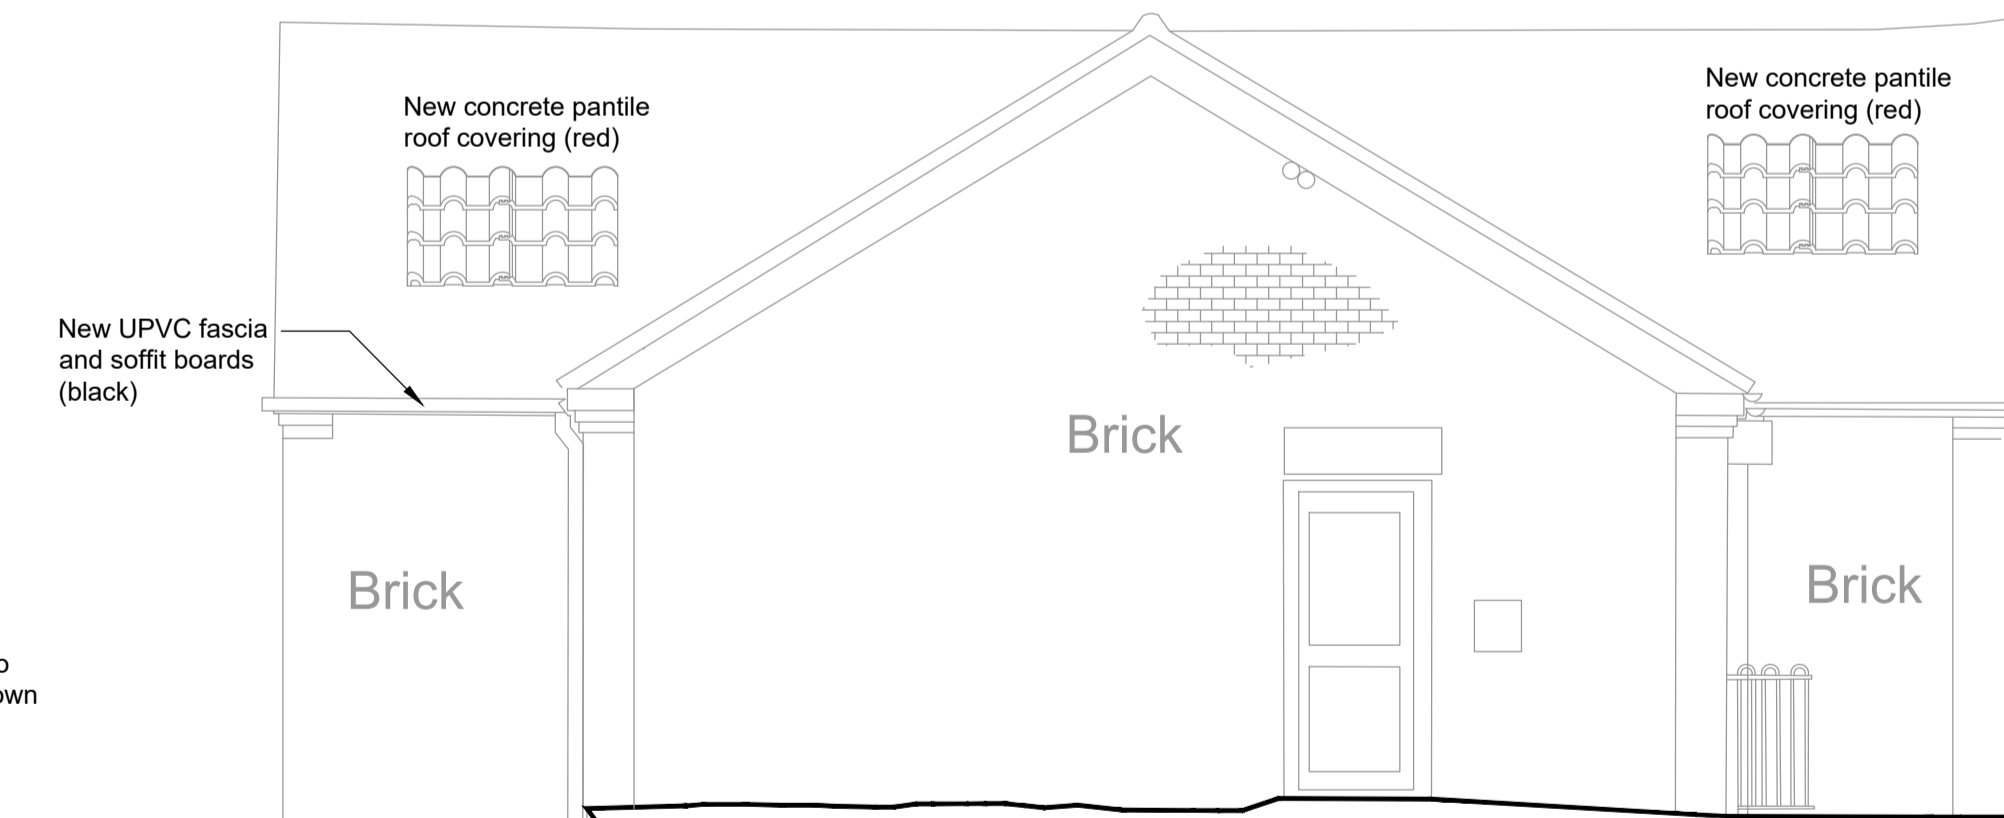 New concrete pantile
roof covering (red)
New concrete pantile
roof covering (red)
New UPVC fascia
and soffit boards
(black)
Brick
Brick
Brick